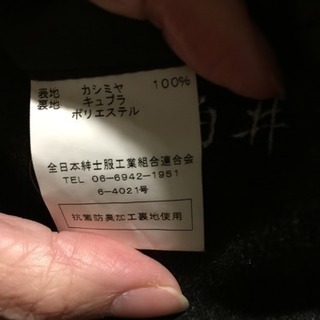 表地 カシミヤ 100%
裏地 キュプラ
ポリエステル
全日本紳士服工業組合連合会
TEL 06-6942-1951
6-4021号
抗菌防臭加工裏地使用
井